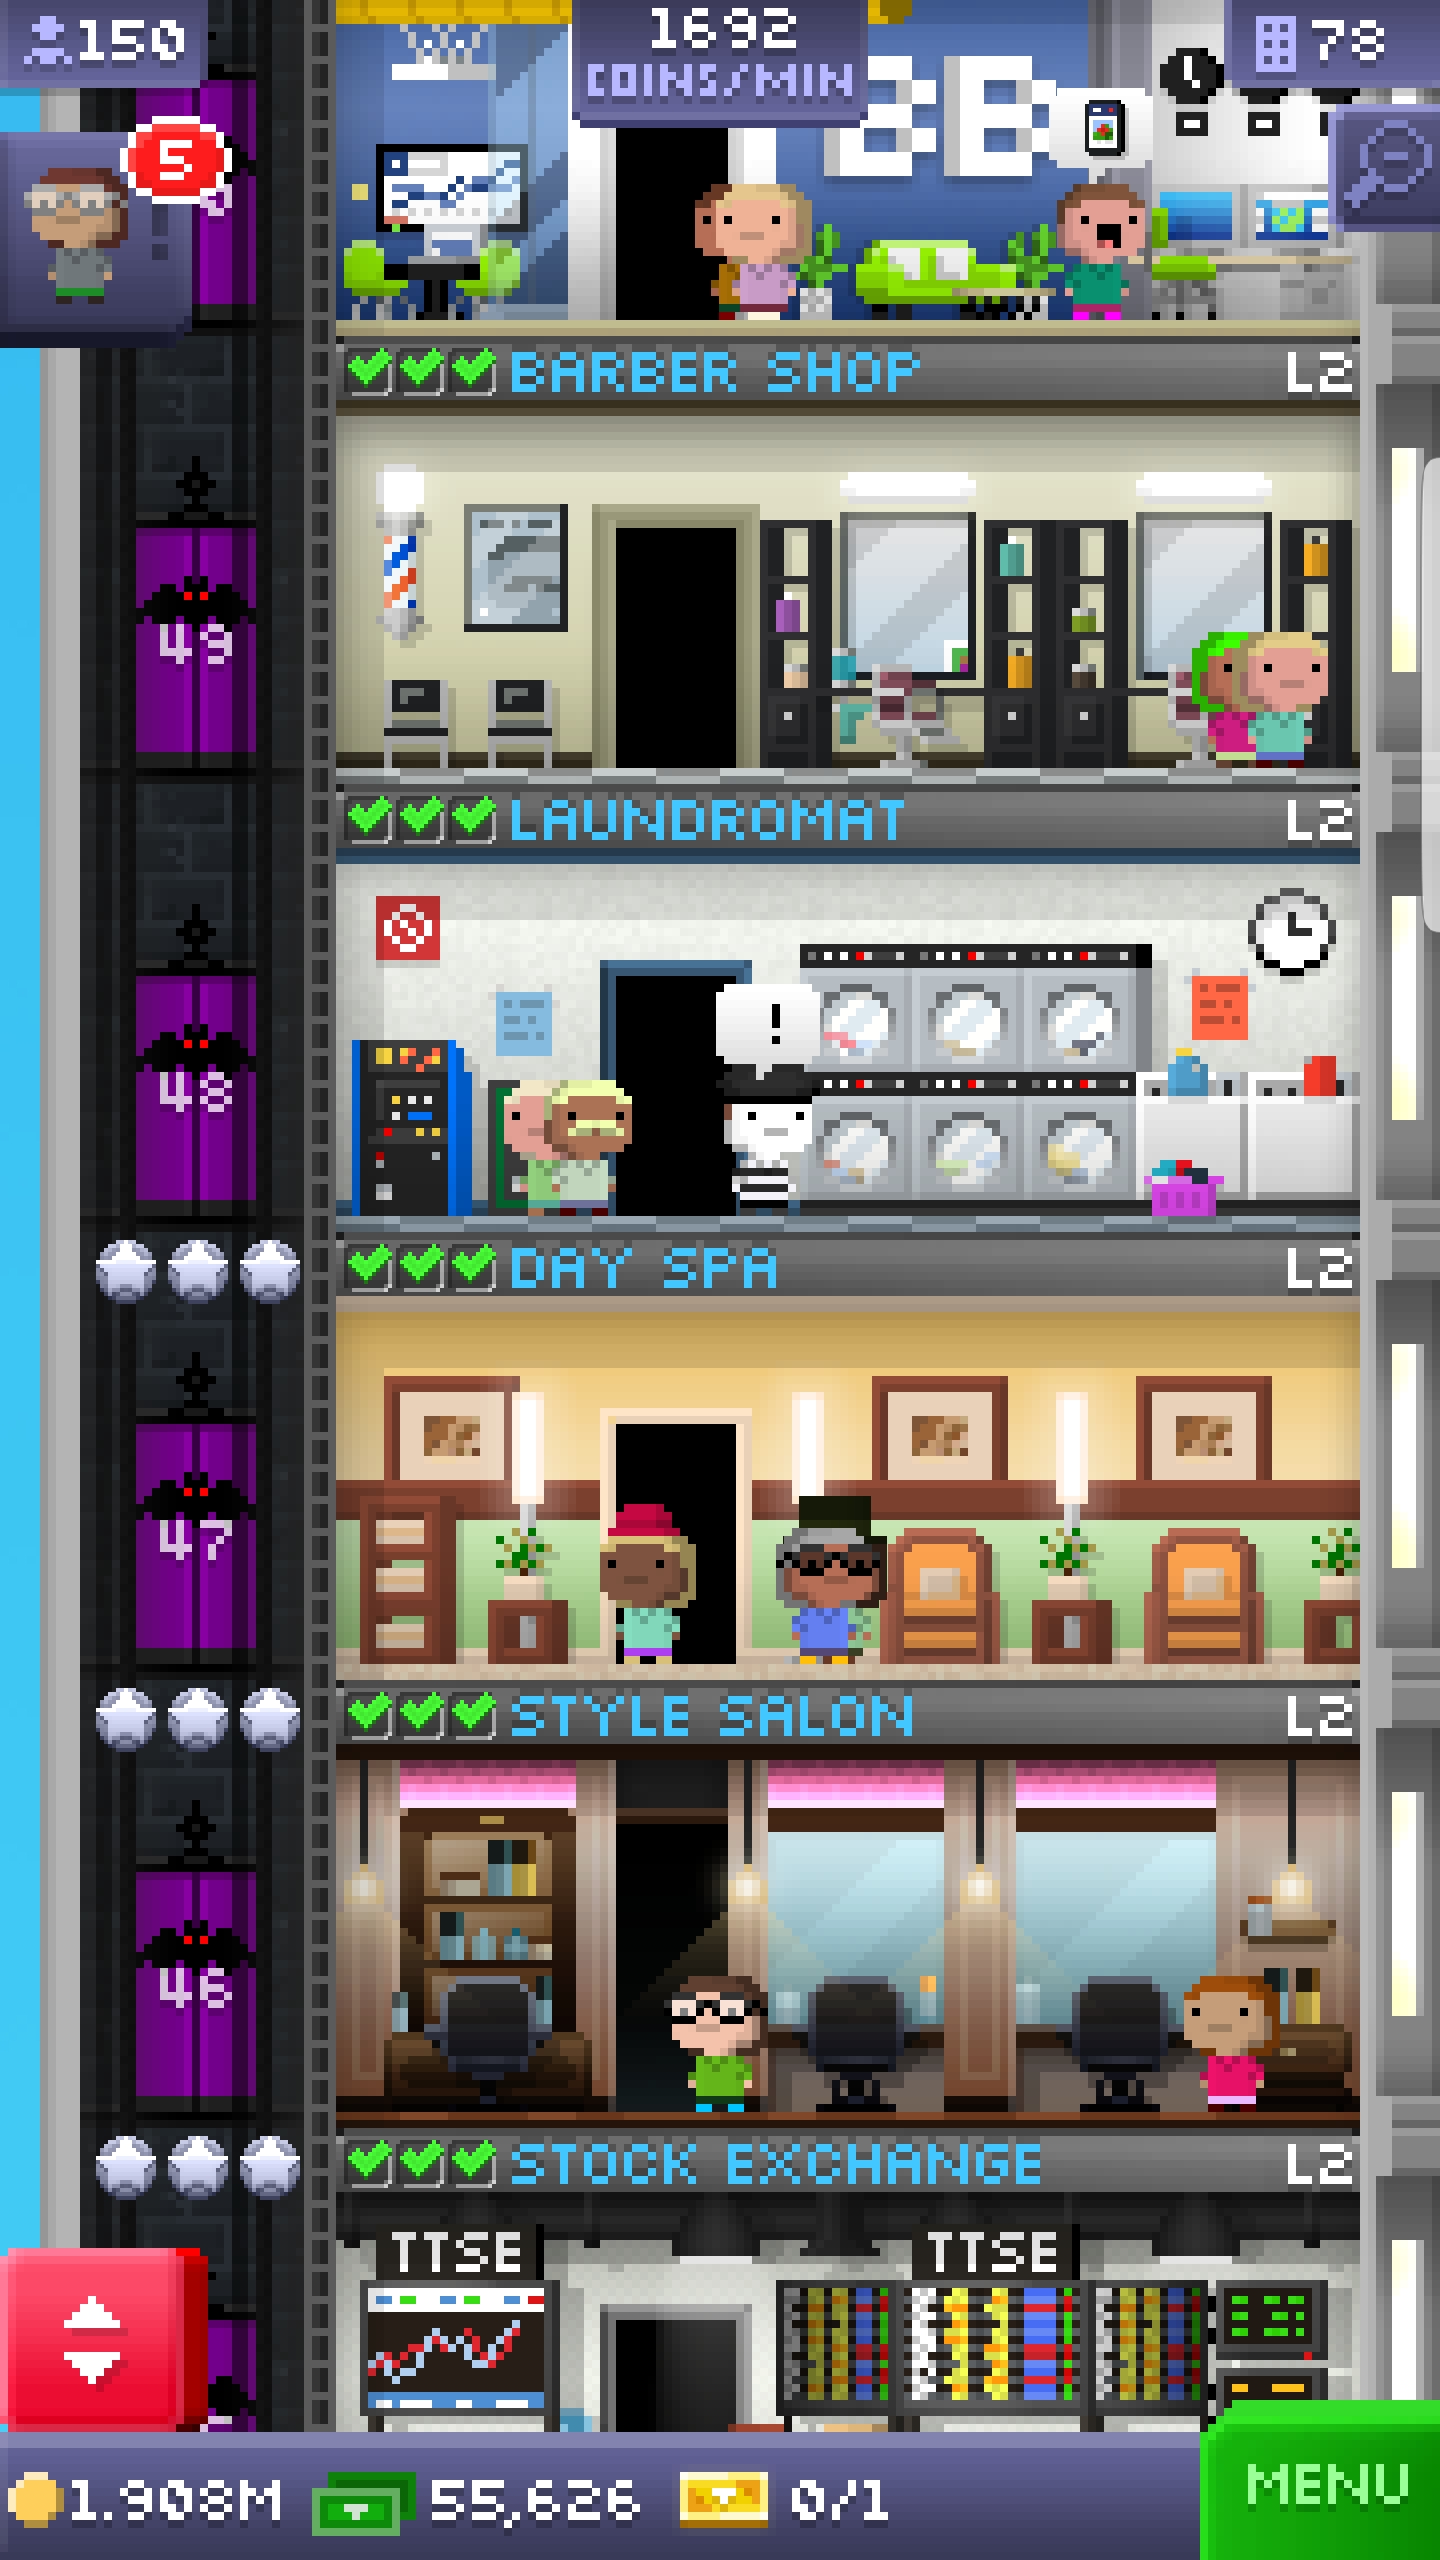 150
1692
COINS/MIN
78
5
BB
!
BARBER SHOP L2
49
LAUNDROMAT L2
!
48
DAY SPA L2
47
STYLE SALON L2
46
STOCK EXCHANGE L2
TTSE TTSE
1.908M 55,626 0/1
MENU